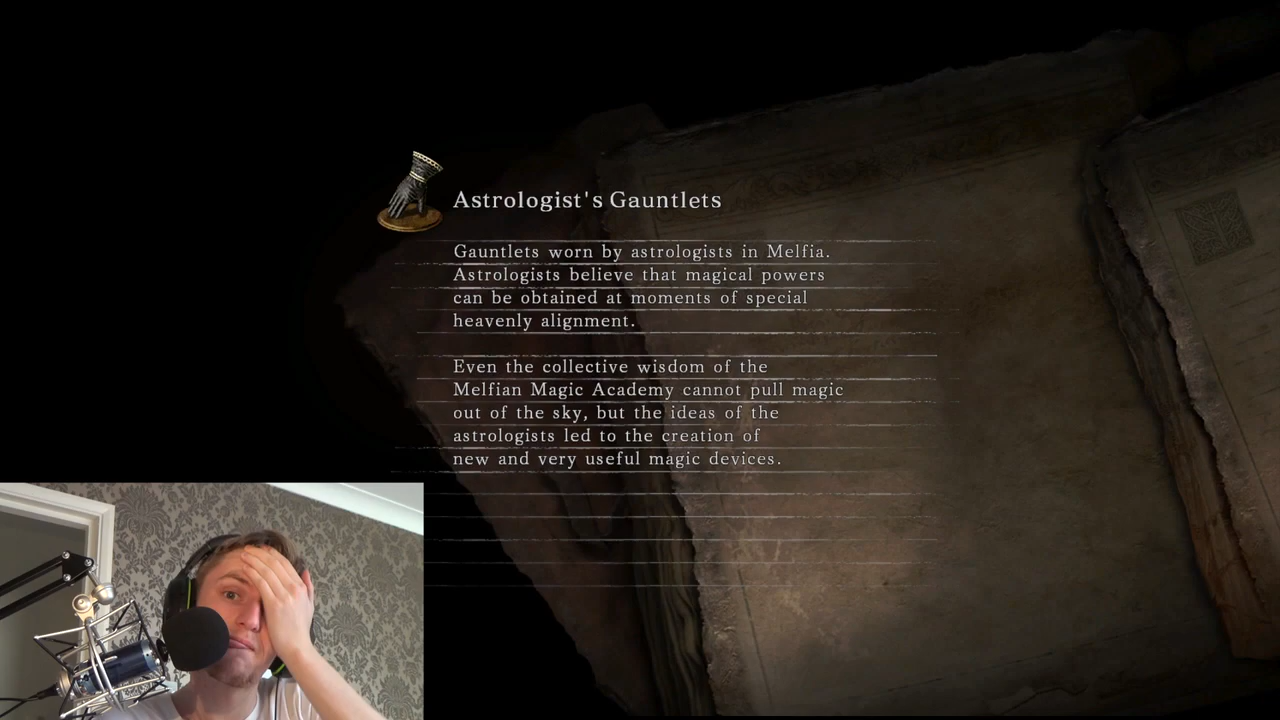 Astrologist's Gauntlets
Gauntlets worn by astrologists in Melfia.
Astrologists believe that magical powers
can be obtained at moments of special
heavenly alignment.
Even the collective wisdom of the
Melfian Magic Academy cannot pull magic
out of the sky, but the ideas of the
astrologists led to the creation of
new and very useful magic devices.